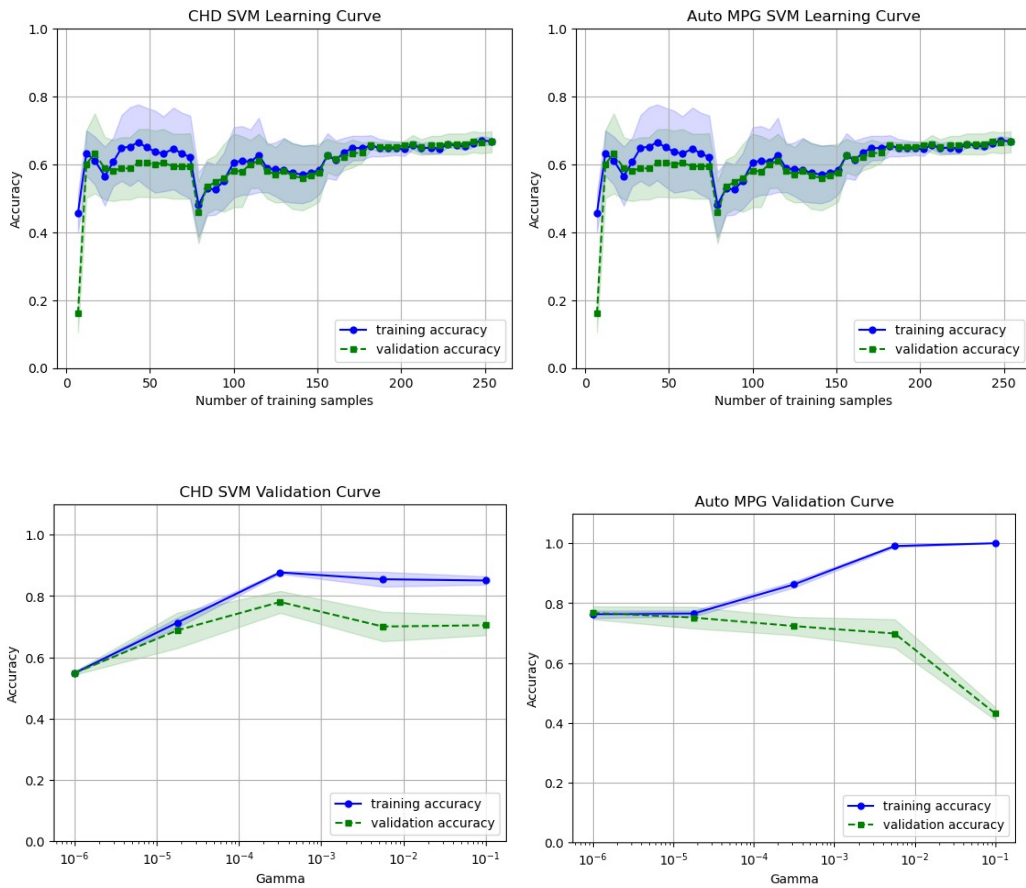 CHD SVM Learning Curve
1.0
0.8
0.6
0.4
0.2
0.0
Accuracy
training accuracy
validation accuracy
0 50 100 150 200 250
Number of training samples
Auto MPG SVM Learning Curve
1.0
0.8
0.6
0.4
0.2
0.0
Accuracy
training accuracy
validation accuracy
0 50 100 150 200 250
Number of training samples
CHD SVM Validation Curve
1.0
0.8
0.6
0.4
0.2
0.0
Accuracy
training accuracy
validation accuracy
10⁻⁶ 10⁻⁵ 10⁻⁴ 10⁻³ 10⁻² 10⁻¹
Gamma
Auto MPG Validation Curve
1.0
0.8
0.6
0.4
0.2
0.0
Accuracy
training accuracy
validation accuracy
10⁻⁶ 10⁻⁵ 10⁻⁴ 10⁻³ 10⁻² 10⁻¹
Gamma